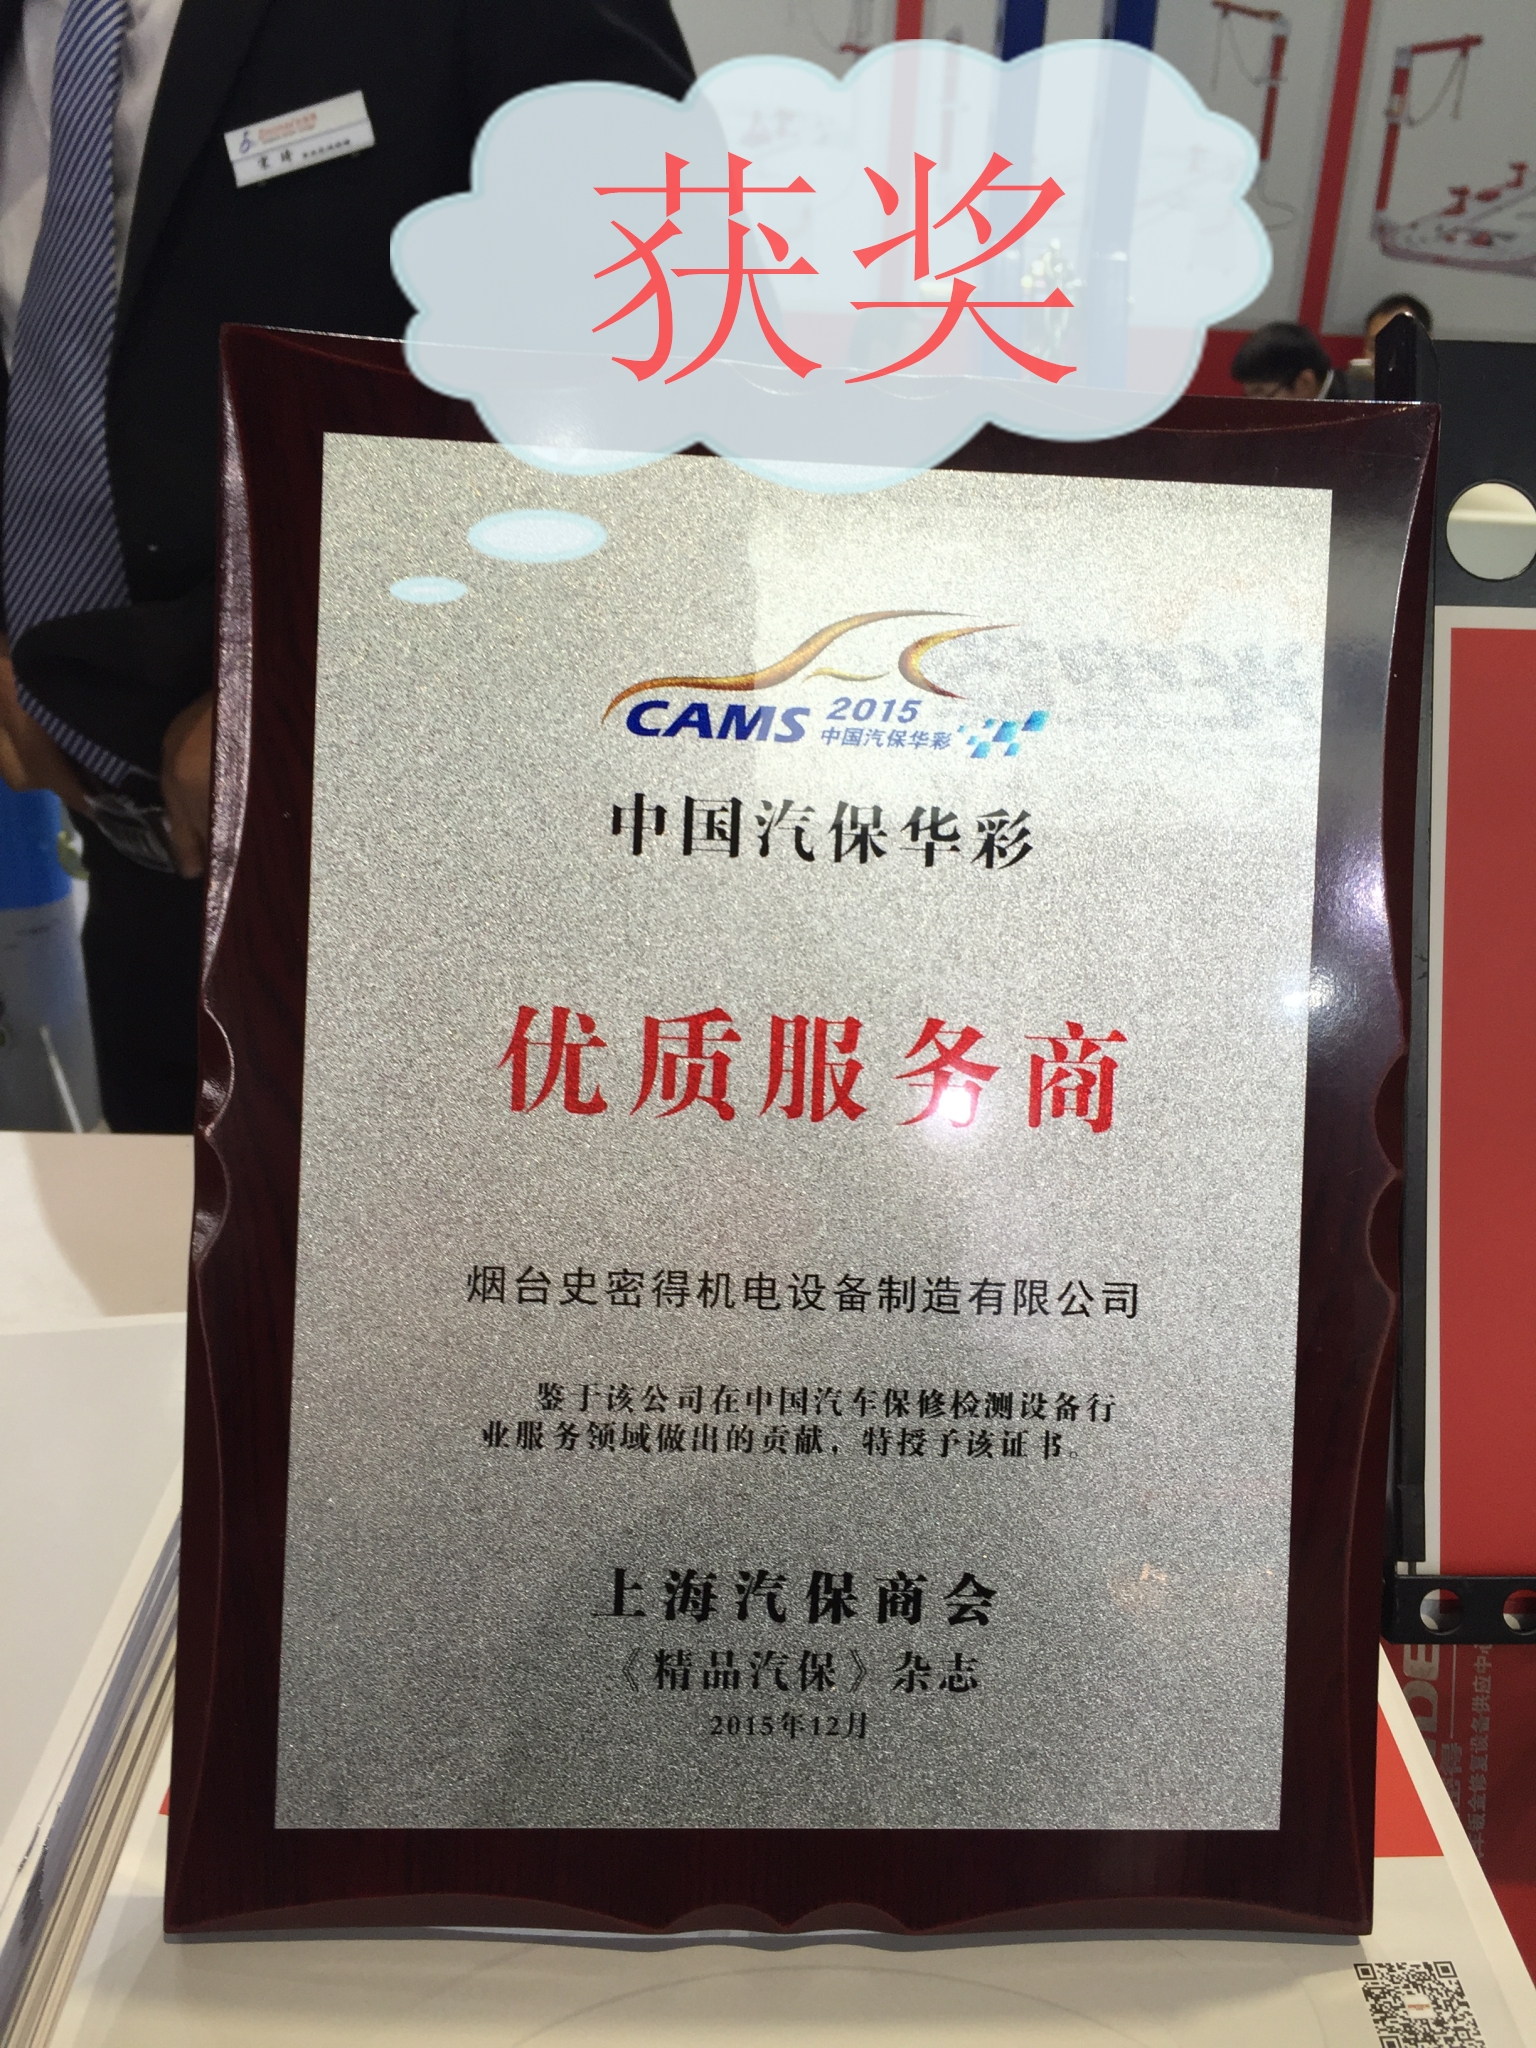 获奖
CAMS 2015
中国汽保华彩
中国汽保华彩
优质服务商
烟台史密得机电设备制造有限公司
鉴于该公司在中国汽车保修检测设备行
业服务领域做出的贡献，特授予该证书。
上海汽保商会
《精品汽保》杂志
2015年12月